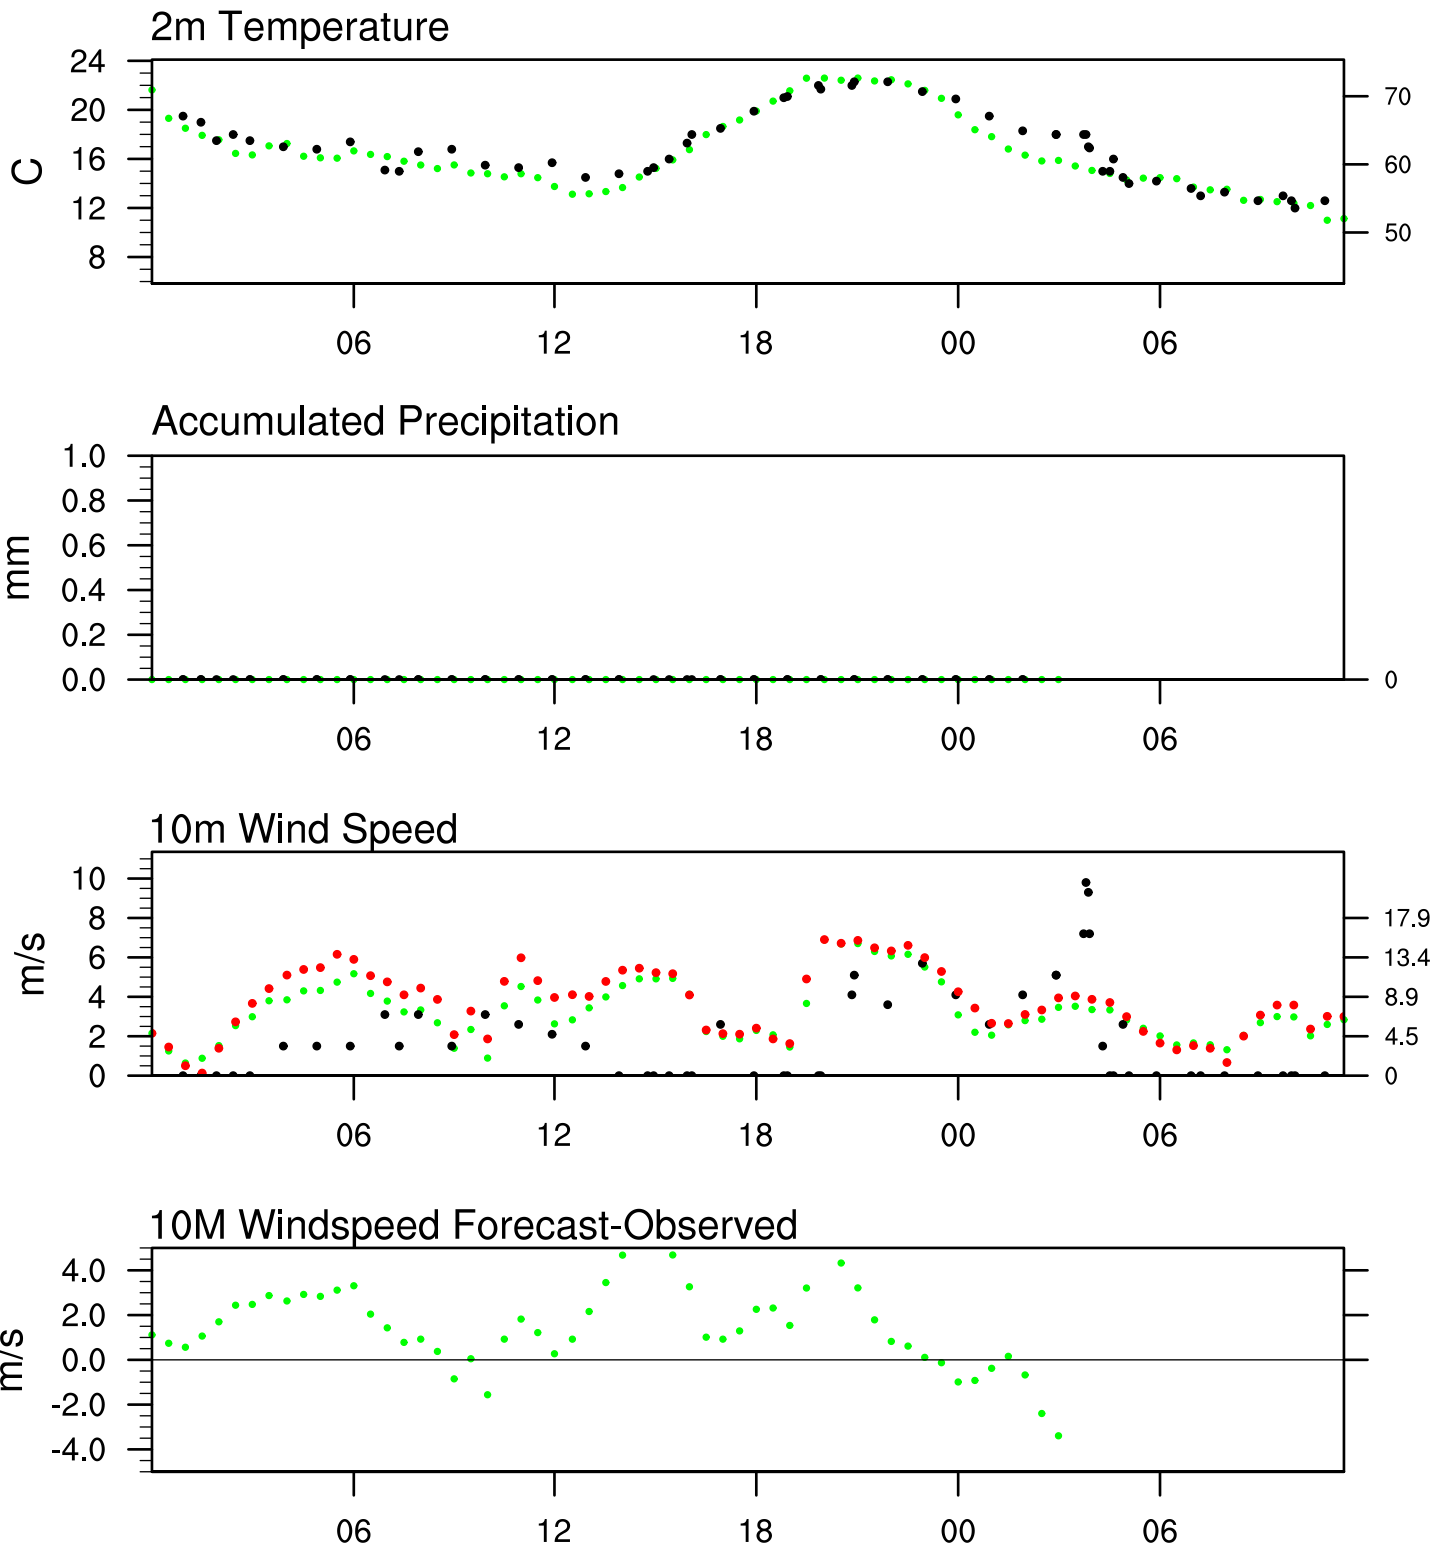 2m Temperature
24
20
16
12
8
C
70
60
50
06 12 18 00 06
Accumulated Precipitation
1.0
0.8
0.6
0.4
0.2
0.0
mm
0
06 12 18 00 06
10m Wind Speed
10
8
6
4
2
0
m/s
17.9
13.4
8.9
4.5
0
06 12 18 00 06
10M Windspeed Forecast-Observed
4.0
2.0
0.0
-2.0
-4.0
m/s
06 12 18 00 06